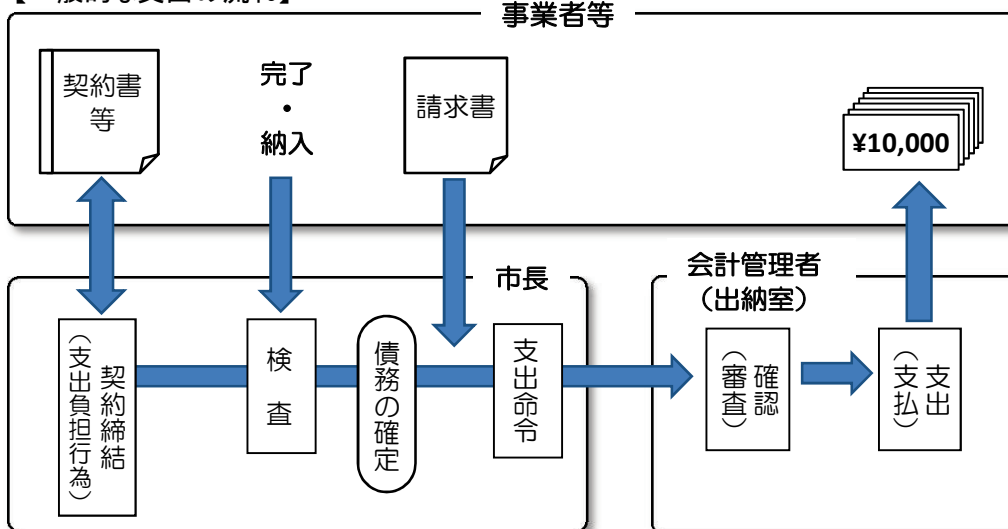 事業者等
契約書
等
完了
・
納入
請求書
¥10,000
市長
会計管理者
（出納室）
契約締結
（支出負担行為）
検査
債務の確定
支出命令
確認
（審査）
支出
（支払）